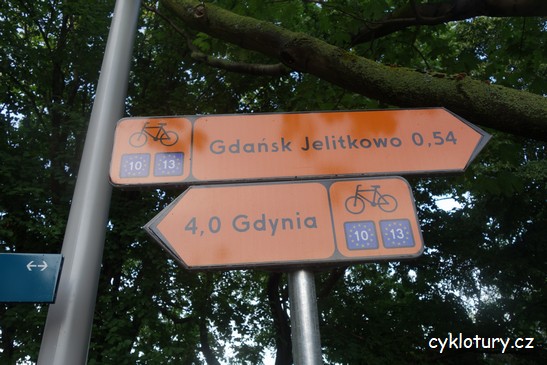 Gdańsk Jelitkowo 0,54
10 13
4,0 Gdynia
10 13
cyklotury.cz